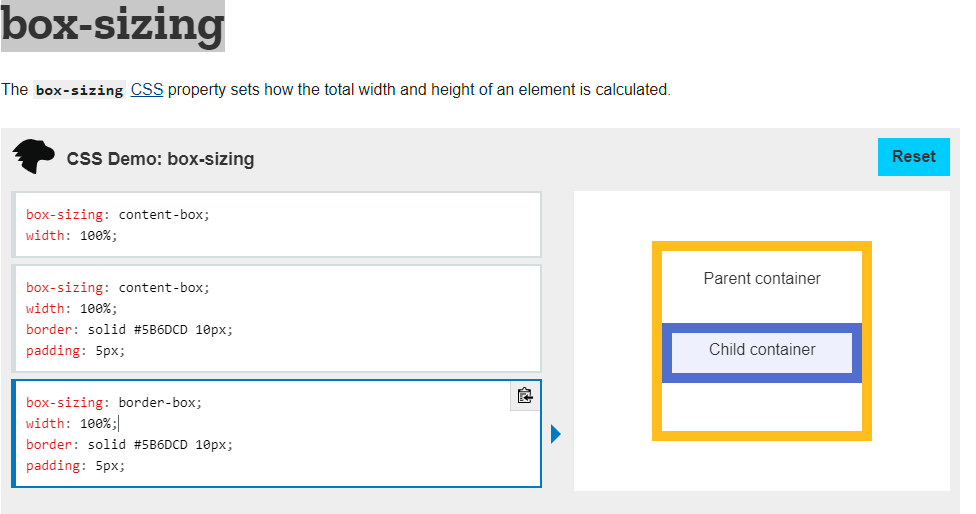 box-sizing
The box-sizing CSS property sets how the total width and height of an element is calculated.
CSS Demo: box-sizing
Reset
box-sizing: content-box;
width: 100%;
box-sizing: content-box;
width: 100%;
border: solid #5B6DCD 10px;
padding: 5px;
box-sizing: border-box;
width: 100%;
border: solid #5B6DCD 10px;
padding: 5px;
Parent container
Child container